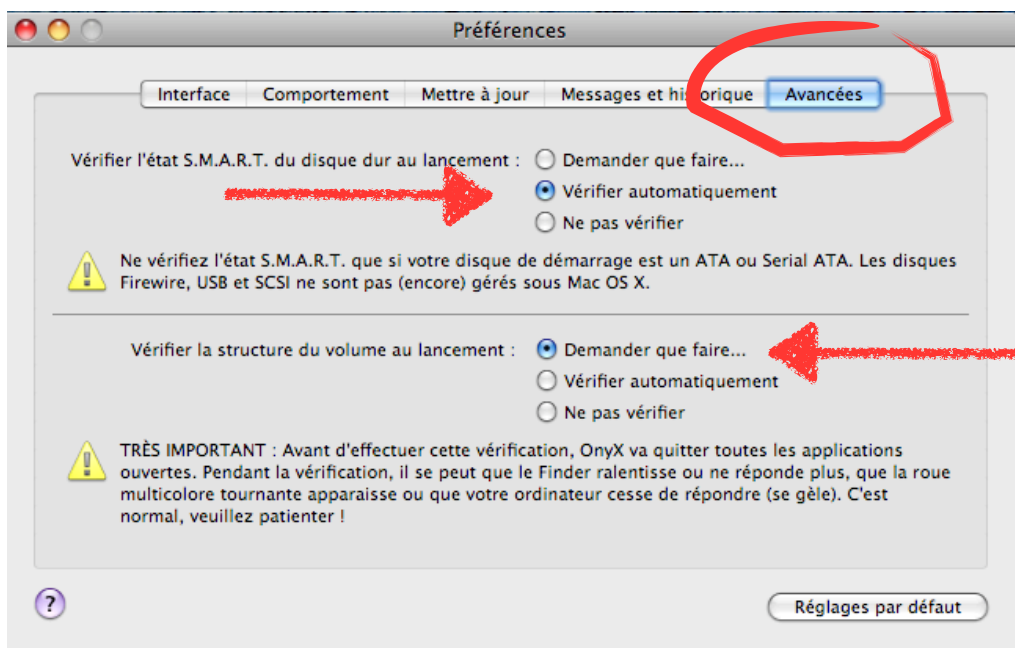 Préférences
Interface Comportement Mettre à jour Messages et historique Avancées
Vérifier l'état S.M.A.R.T. du disque dur au lancement : Demander que faire...
Vérifier automatiquement
Ne pas vérifier
Ne vérifiez l'état S.M.A.R.T. que si votre disque de démarrage est un ATA ou Serial ATA. Les disques
Firewire, USB et SCSI ne sont pas (encore) gérés sous Mac OS X.
Vérifier la structure du volume au lancement : Demander que faire...
Vérifier automatiquement
Ne pas vérifier
TRÈS IMPORTANT : Avant d'effectuer cette vérification, OnyX va quitter toutes les applications
ouvertes. Pendant la vérification, il se peut que le Finder ralentisse ou ne réponde plus, que la roue
multicolore tournante apparaisse ou que votre ordinateur cesse de répondre (se gèle). C'est
normal, veuillez patienter !
? Réglages par défaut